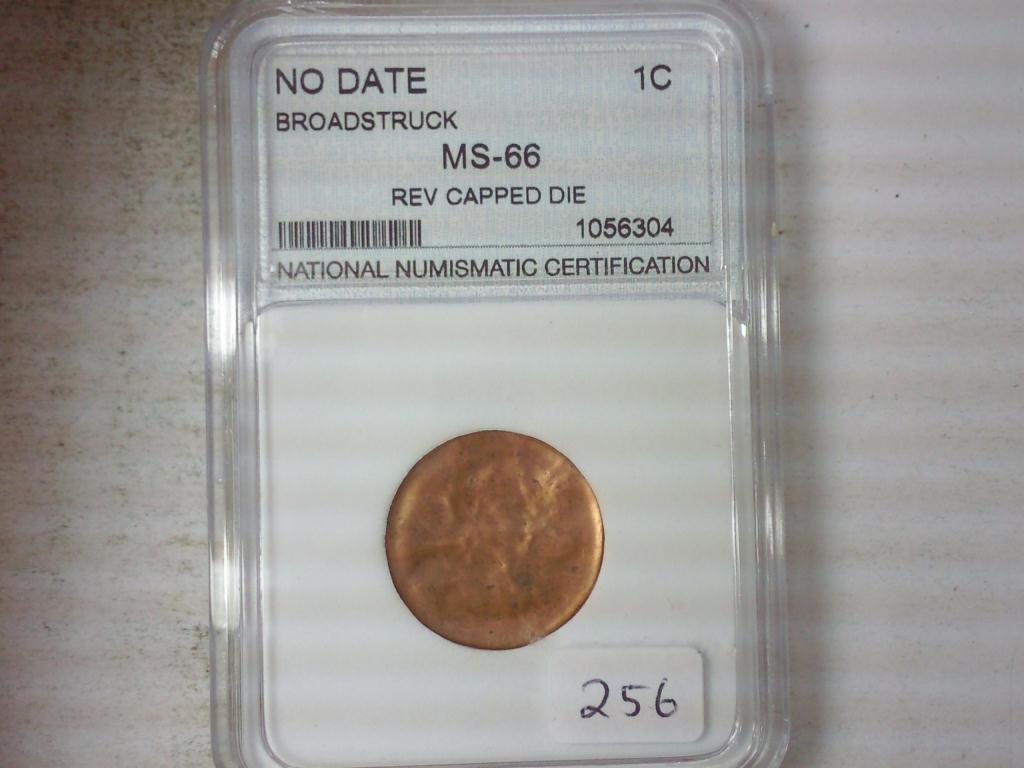 NO DATE 1C
BROADSTRUCK
MS-66
REV CAPPED DIE
1056304
NATIONAL NUMISMATIC CERTIFICATION
256